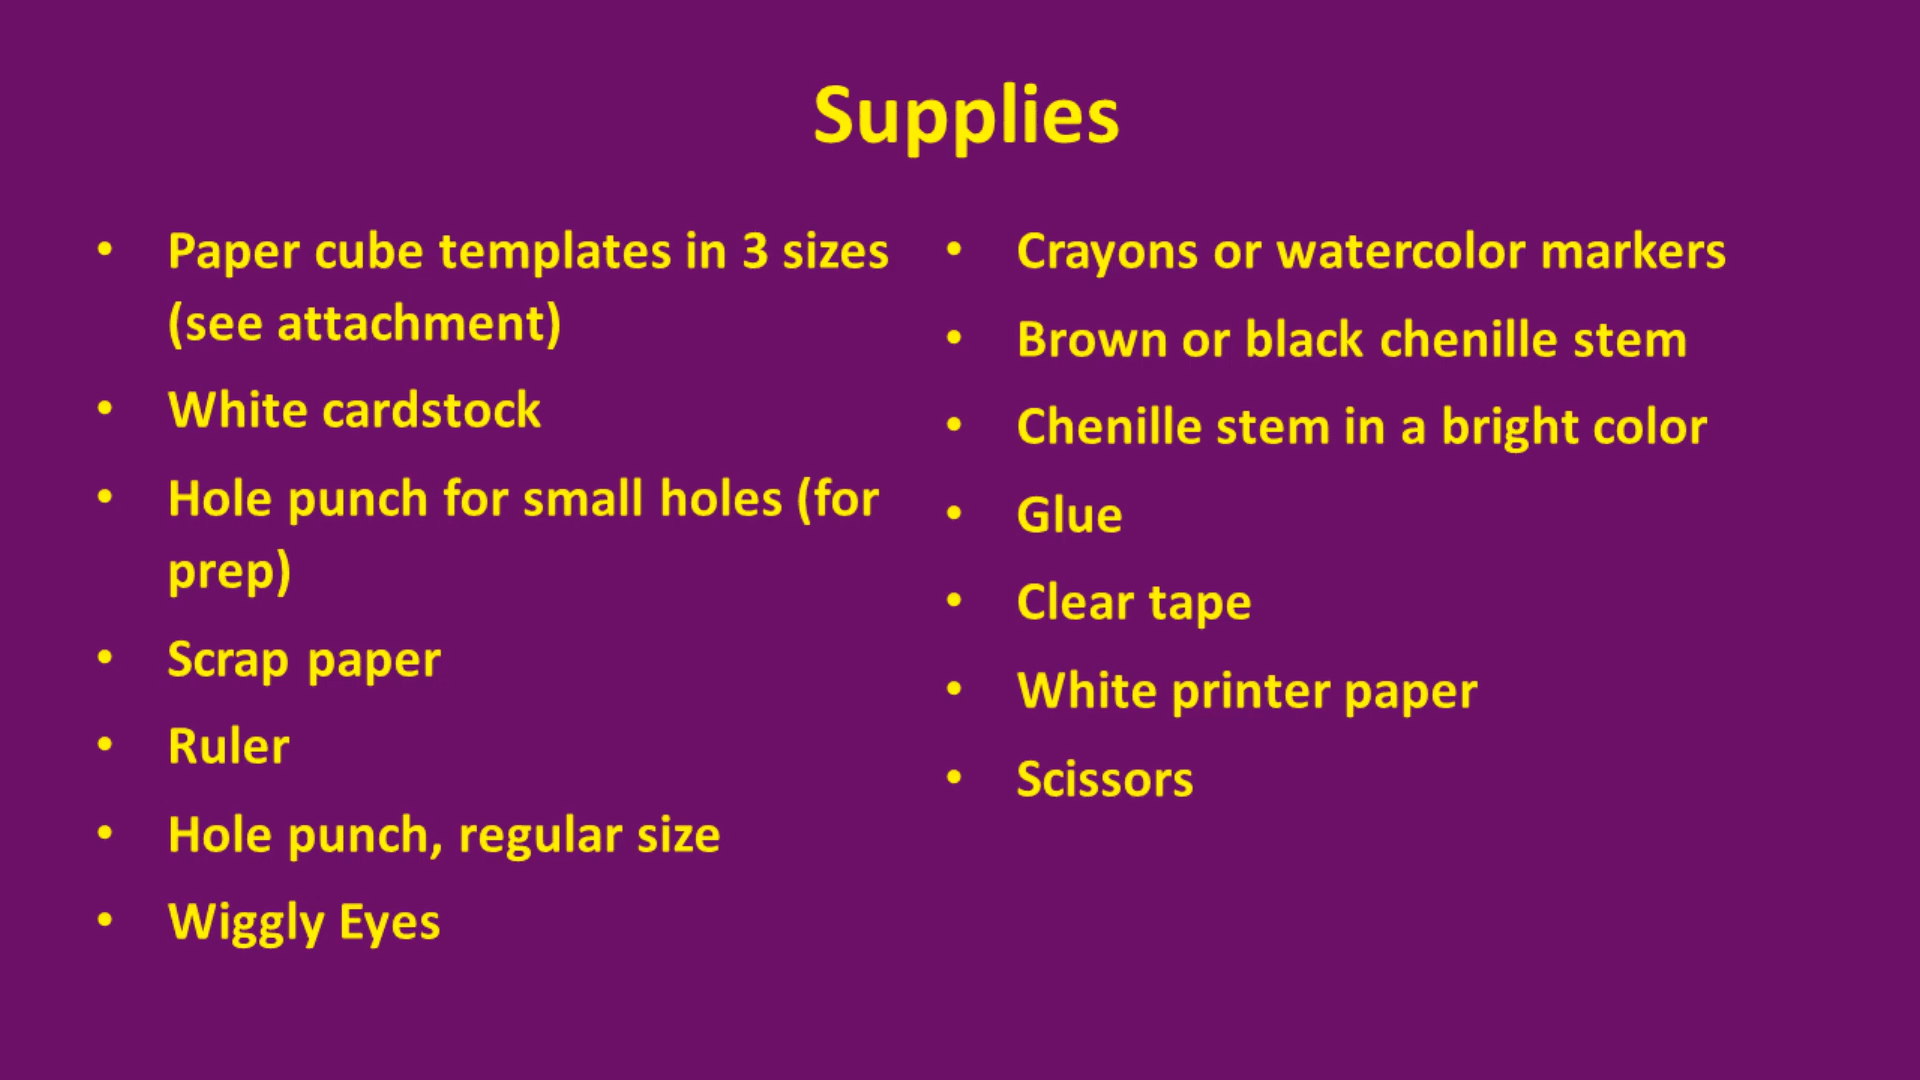 Supplies
• Paper cube templates in 3 sizes
(see attachment)
• White cardstock
• Hole punch for small holes (for
prep)
• Scrap paper
• Ruler
• Hole punch, regular size
• Wiggly Eyes
• Crayons or watercolor markers
• Brown or black chenille stem
• Chenille stem in a bright color
• Glue
• Clear tape
• White printer paper
• Scissors